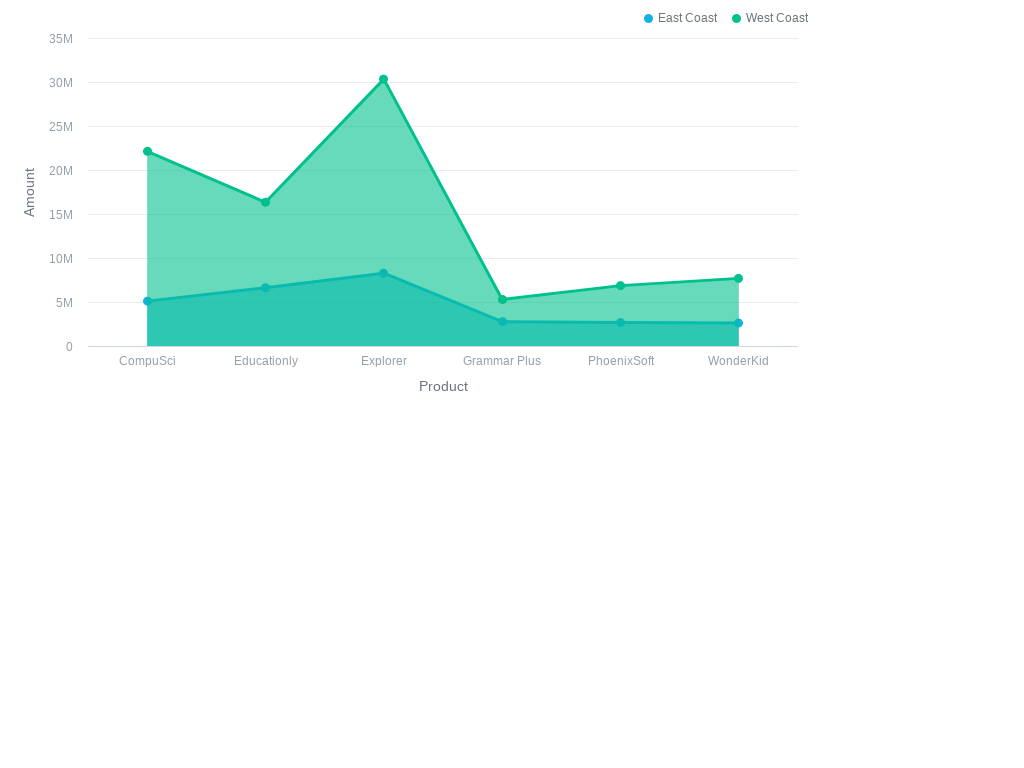 East Coast West Coast
35M
30M
25M
20M
15M
10M
5M
0
Amount
CompuSci Educationly Explorer Grammar Plus PhoenixSoft WonderKid
Product